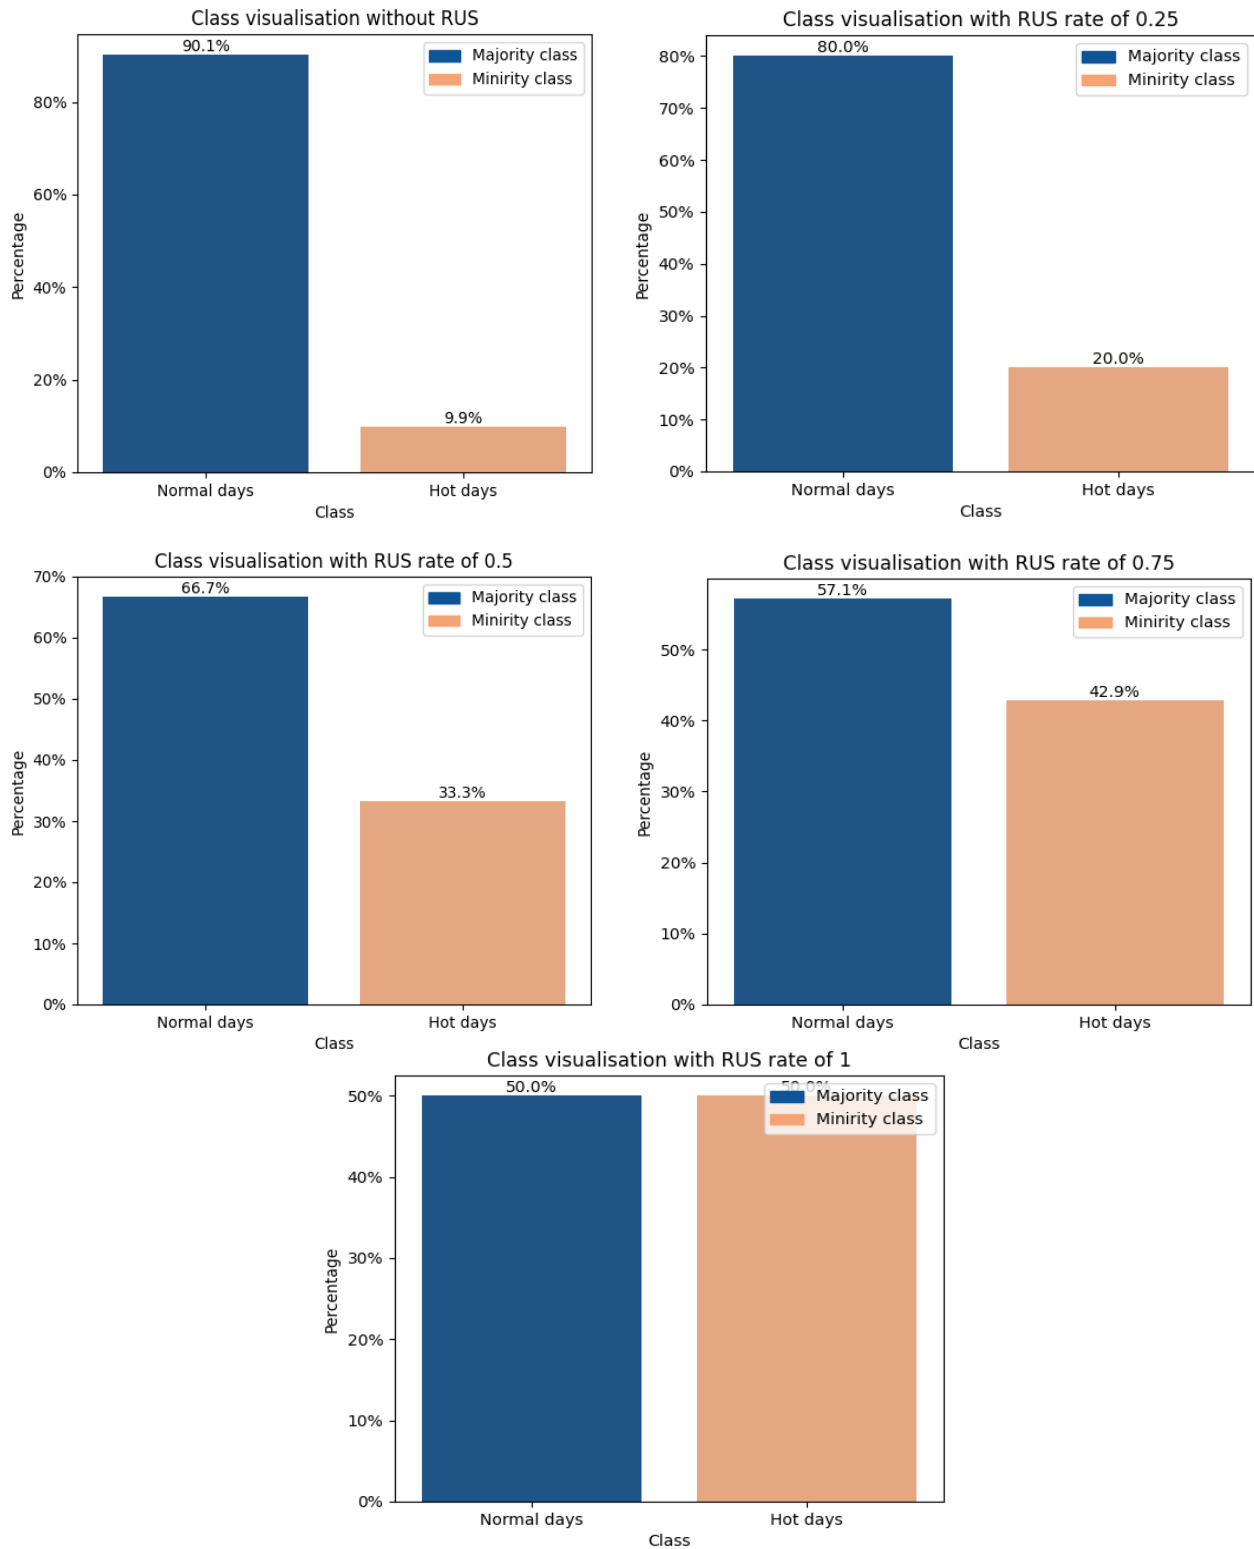 Class visualisation without RUS
90.1%
Majority class
Minirity class
80%
60%
40%
20%
0%
9.9%
Percentage
Normal days
Hot days
Class
Class visualisation with RUS rate of 0.25
80.0%
Majority class
Minirity class
80%
70%
60%
50%
40%
30%
20%
10%
0%
20.0%
Percentage
Normal days
Hot days
Class
Class visualisation with RUS rate of 0.5
66.7%
Majority class
Minirity class
70%
60%
50%
40%
30%
20%
10%
0%
33.3%
Percentage
Normal days
Hot days
Class
Class visualisation with RUS rate of 0.75
57.1%
Majority class
Minirity class
50%
40%
30%
20%
10%
0%
42.9%
Percentage
Normal days
Hot days
Class
Class visualisation with RUS rate of 1
50.0%
50.0%
Majority class
Minirity class
50%
40%
30%
20%
10%
0%
Percentage
Normal days
Hot days
Class